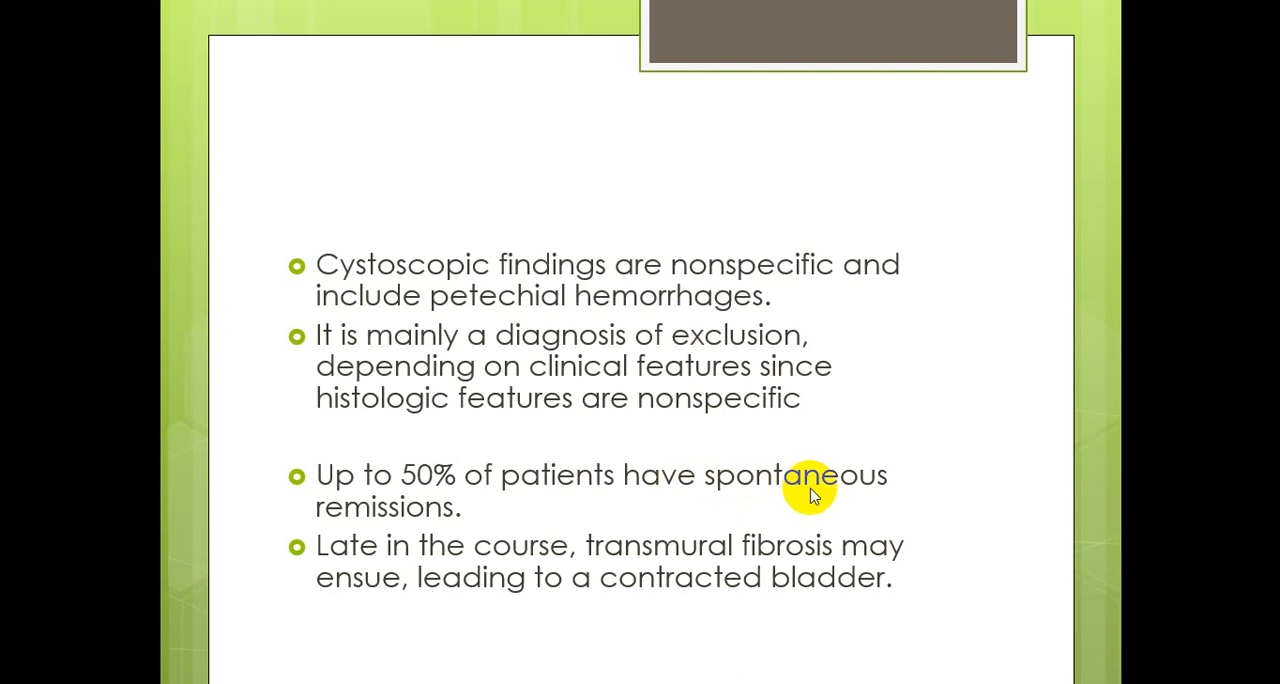 Cystoscopic findings are nonspecific and
include petechial hemorrhages.
It is mainly a diagnosis of exclusion,
depending on clinical features since
histologic features are nonspecific
Up to 50% of patients have spontaneous
remissions.
Late in the course, transmural fibrosis may
ensue, leading to a contracted bladder.